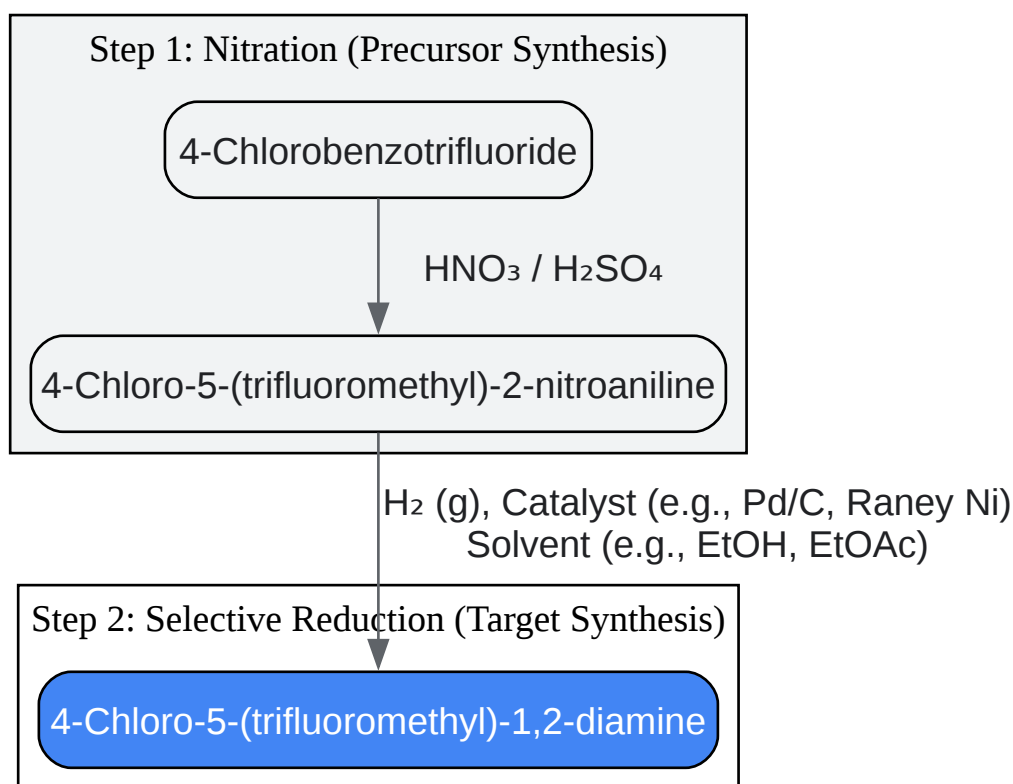 Step 1: Nitration (Precursor Synthesis)
4-Chlorobenzotrifluoride
HNO₃ / H₂SO₄
4-Chloro-5-(trifluoromethyl)-2-nitroaniline
H₂ (g), Catalyst (e.g., Pd/C, Raney Ni)
Solvent (e.g., EtOH, EtOAc)
Step 2: Selective Reduction (Target Synthesis)
4-Chloro-5-(trifluoromethyl)-1,2-diamine